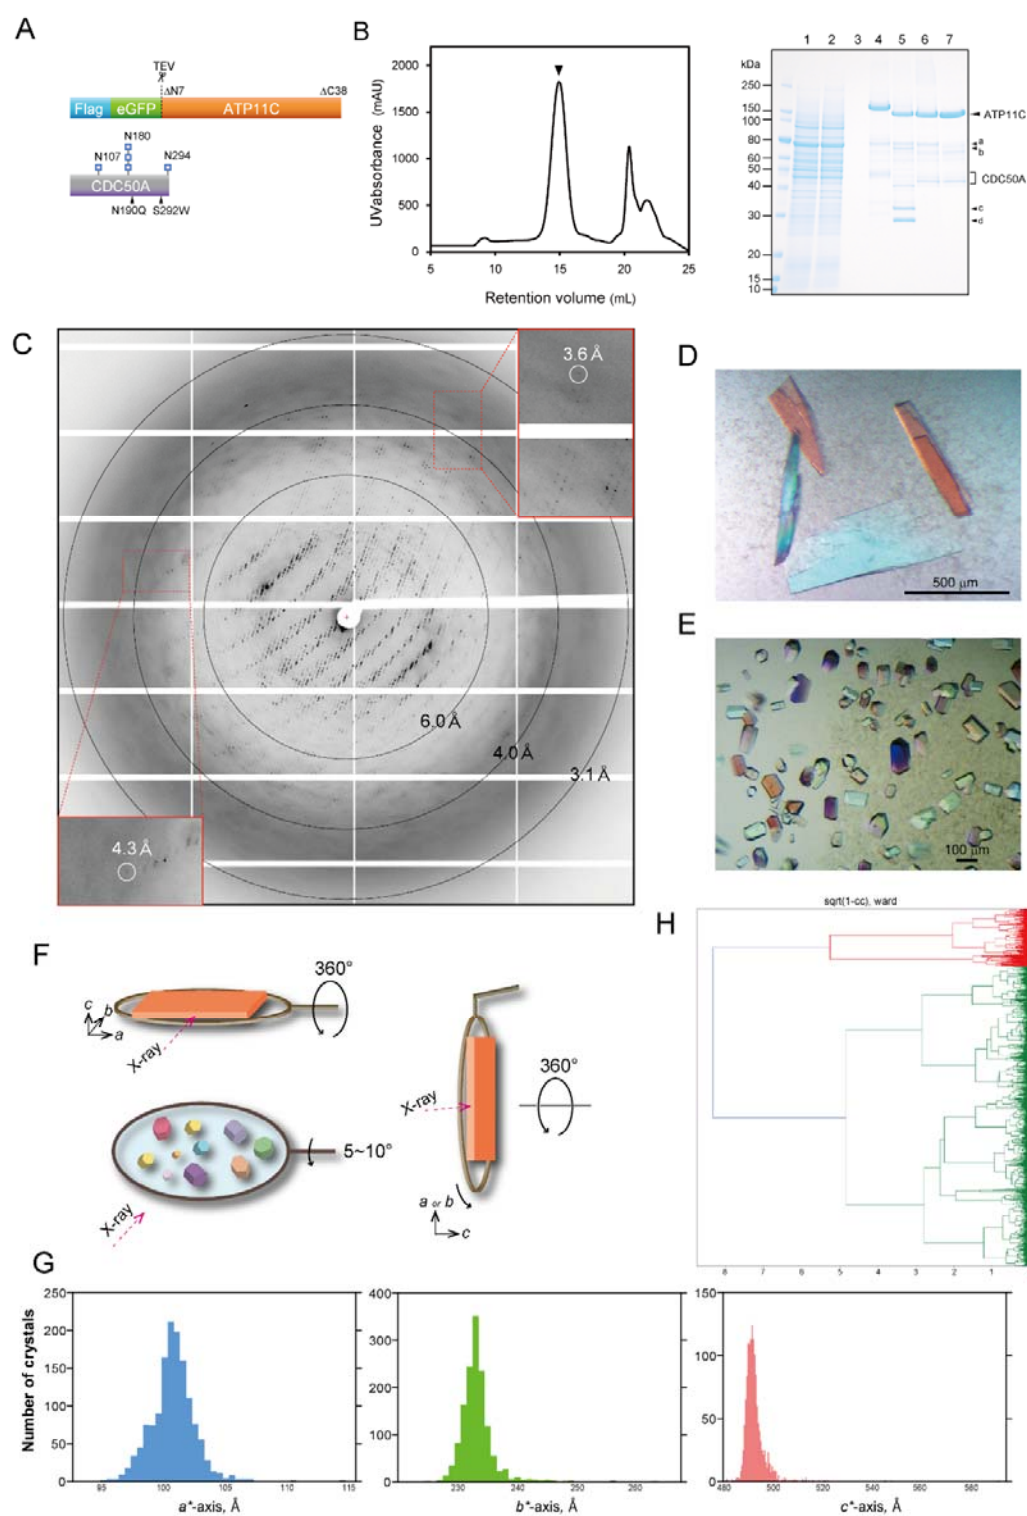 A
TEV
ΔN7
ΔC38
Flag
eGFP
ATP11C
N180
N107
N294
CDC50A
N190Q
S292W
B
UVabsorbance (mAU)
2000
1500
1000
500
0
5
10
15
20
25
Retention volume (mL)
1 2 3 4 5 6 7
kDa
250
150
100
80
60
50
40
30
20
15
10
ATP11C
a
b
CDC50A
c
d
C
3.6 Å
6.0 Å
4.0 Å
3.1 Å
4.3 Å
D
500 µm
E
100 µm
F
360°
c
b
a
X-ray
5~10°
X-ray
360°
X-ray
a or b
c
H
sqrt(1-cc), ward
8 7 6 5 4 3 2 1
G
Number of crystals
250
200
150
100
50
0
95 100 105 110 115
a*-axis, Å
400
300
200
100
0
230 240 250 260
b*-axis, Å
150
100
50
0
480 500 520 540 560 580
c*-axis, Å